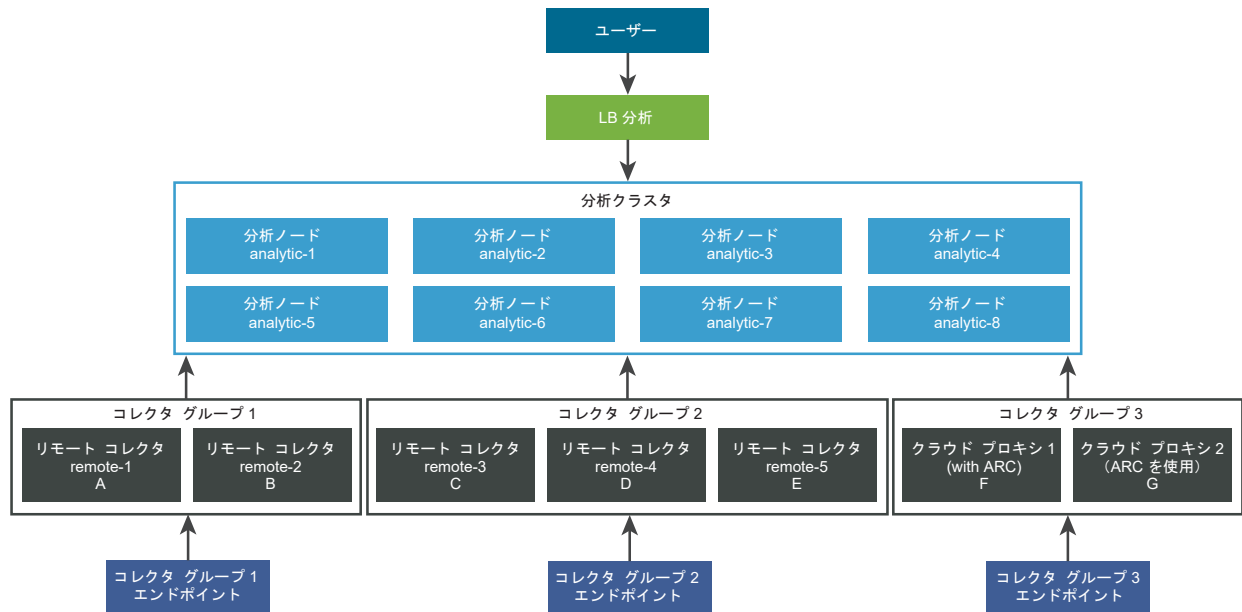 ユーザー
LB 分析
分析クラスタ
分析ノード
analytic-1
分析ノード
analytic-2
分析ノード
analytic-3
分析ノード
analytic-4
分析ノード
analytic-5
分析ノード
analytic-6
分析ノード
analytic-7
分析ノード
analytic-8
コレクタ グループ 1
リモート コレクタ
remote-1
A
リモート コレクタ
remote-2
B
コレクタ グループ 2
リモート コレクタ
remote-3
C
リモート コレクタ
remote-4
D
リモート コレクタ
remote-5
E
コレクタ グループ 3
クラウド プロキシ 1
(with ARC)
F
クラウド プロキシ 2
（ARC を使用）
G
コレクタ グループ 1
エンドポイント
コレクタ グループ 2
エンドポイント
コレクタ グループ 3
エンドポイント